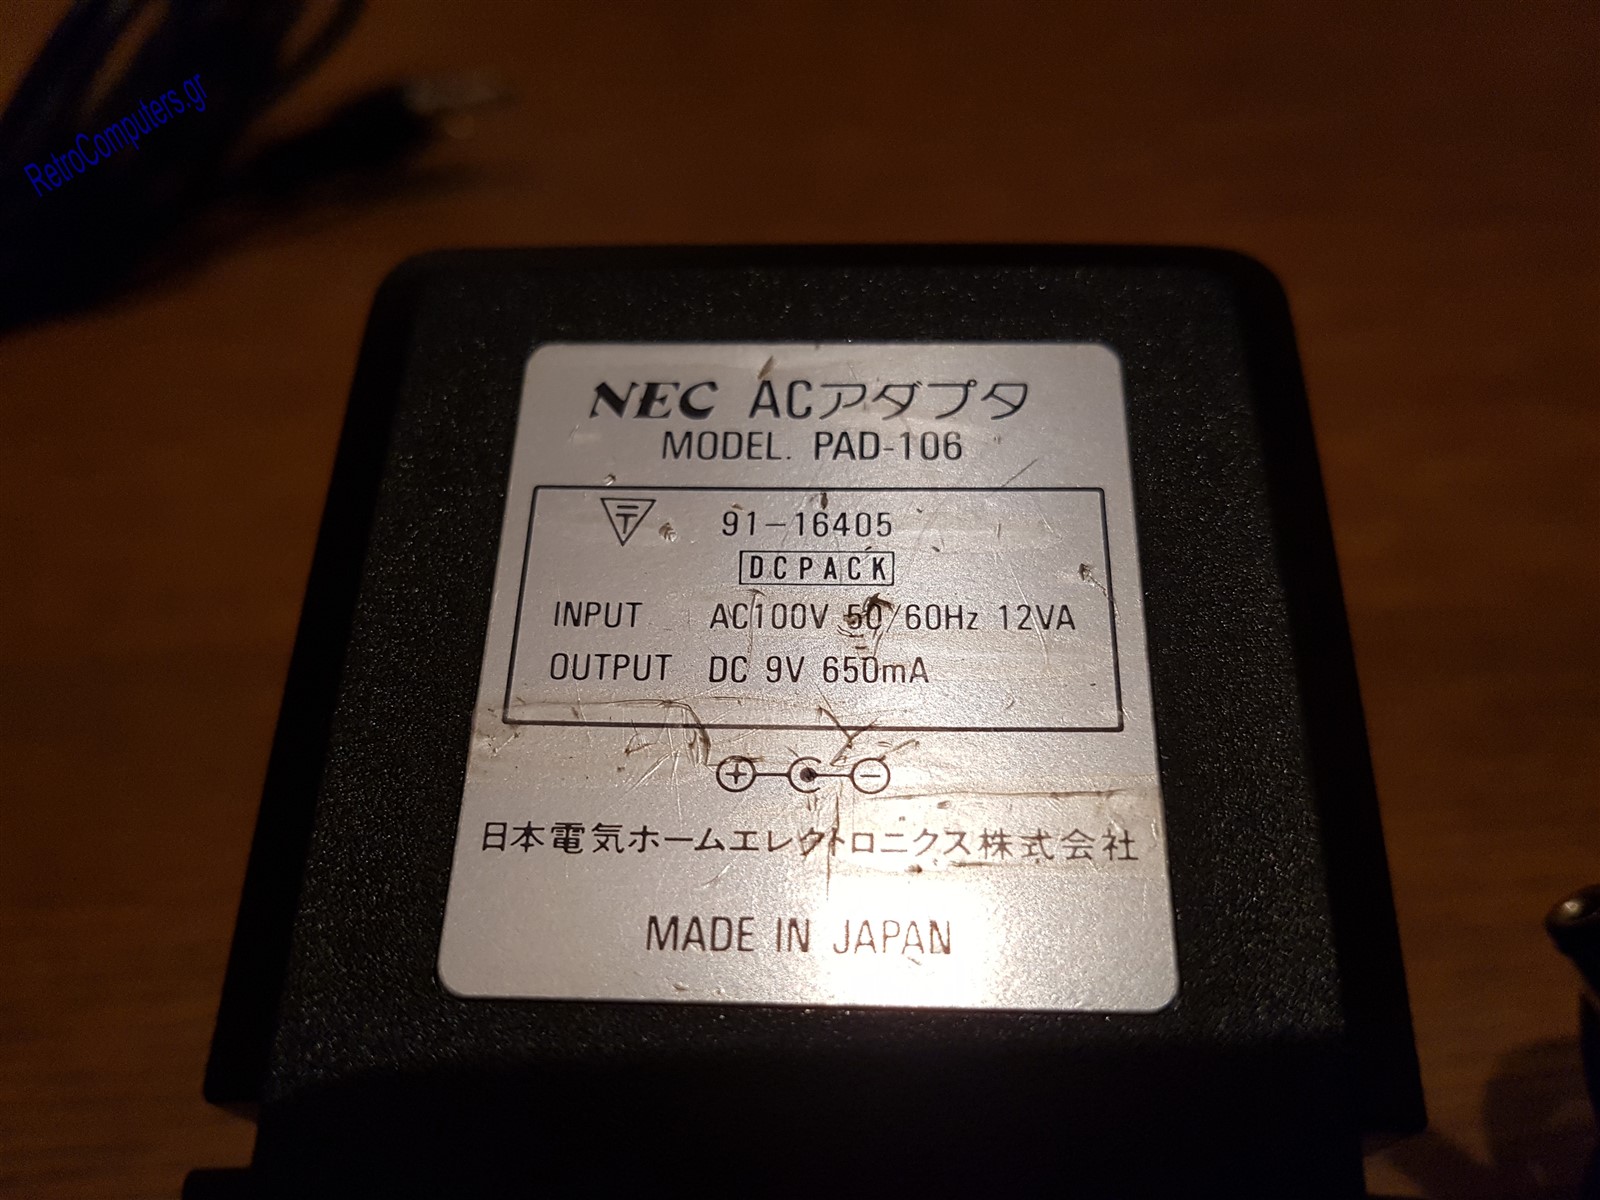 RetroComputers.gr
NEC ACアダプタ
MODEL. PAD-106
91-16405
DCPACK
INPUT AC100V 50/60Hz 12VA
OUTPUT DC 9V 650mA
日本電気ホームエレクトロニクス株式会社
MADE IN JAPAN